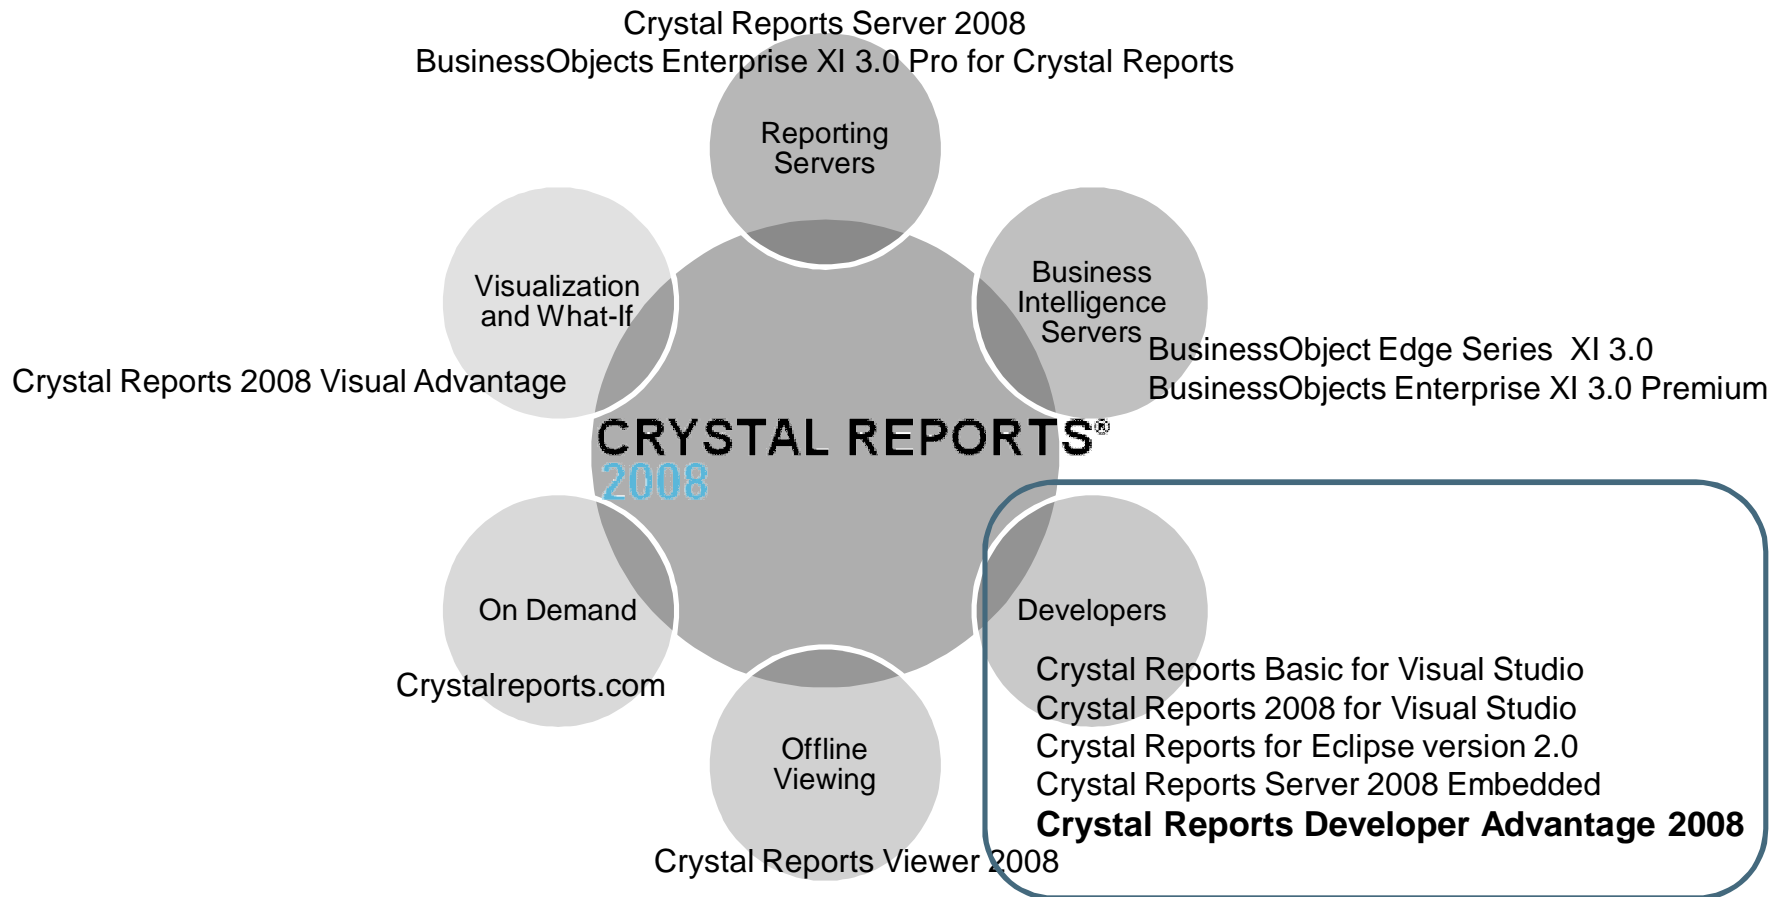 Crystal Reports Server 2008
BusinessObjects Enterprise XI 3.0 Pro for Crystal Reports
Reporting
Servers
Visualization
and What-If
Crystal Reports 2008 Visual Advantage
Business
Intelligence
Servers
BusinessObject Edge Series XI 3.0
BusinessObjects Enterprise XI 3.0 Premium
CRYSTAL REPORTS®
2008
On Demand
Crystalreports.com
Developers
Crystal Reports Basic for Visual Studio
Crystal Reports 2008 for Visual Studio
Crystal Reports for Eclipse version 2.0
Crystal Reports Server 2008 Embedded
Crystal Reports Developer Advantage 2008
Offline
Viewing
Crystal Reports Viewer 2008